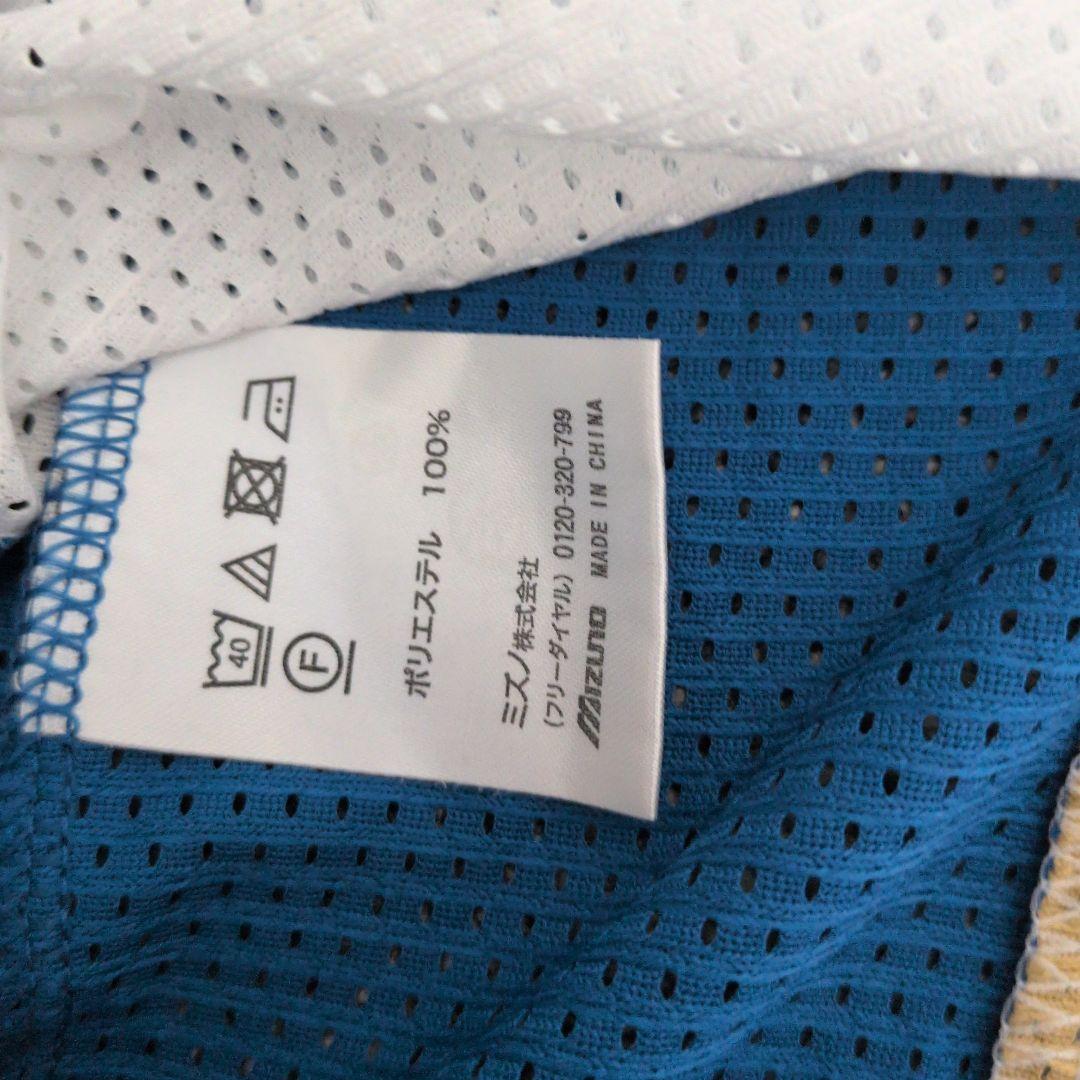 40
F
ポリエステル 100%
ミズノ株式会社
(フリーダイヤル) 0120-320-799
MIZUNO MADE IN CHINA